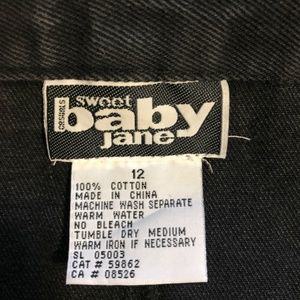 sweet
baby
jane
12
100% COTTON
MADE IN CHINA
MACHINE WASH SEPARATE
WARM WATER
NO BLEACH
TUMBLE DRY MEDIUM
WARM IRON IF NECESSARY
SL 05003
CAT # 59862
CA # 08526